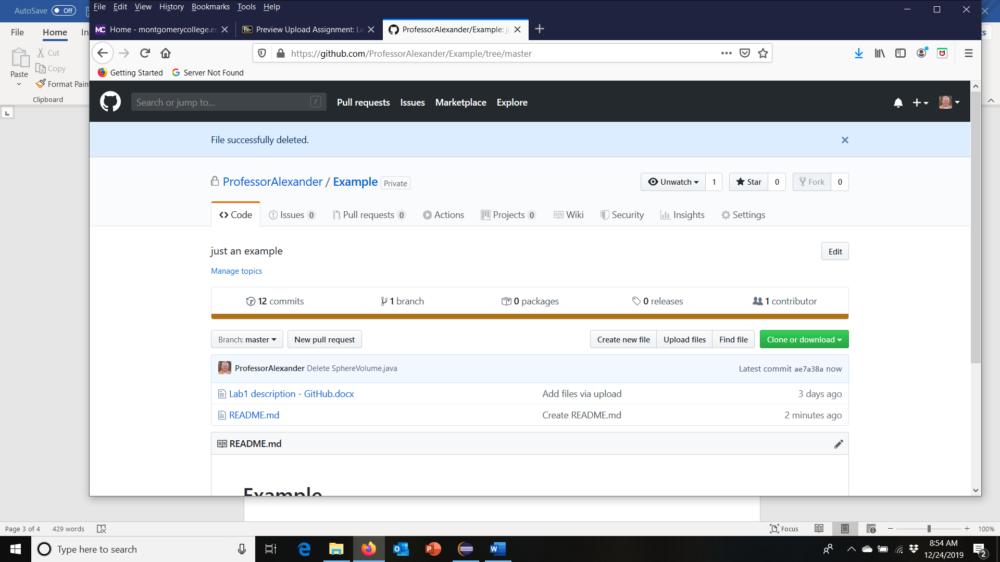 AutoSave Off
File Edit View History Bookmarks Tools Help
Home - montgomerycollege.ec
Preview Upload Assignment: La
ProfessorAlexander/Example: ju
File Home In
Cut
Copy
Paste
Format Paint
Clipboard
https://github.com/ProfessorAlexander/Example/tree/master
Getting Started Server Not Found
Search or jump to... /
Pull requests Issues Marketplace Explore
File successfully deleted.
ProfessorAlexander / Example Private
Unwatch 1 Star 0 Fork 0
Code Issues 0 Pull requests 0 Actions Projects 0 Wiki Security Insights Settings
just an example
Edit
Manage topics
12 commits 1 branch 0 packages 0 releases 1 contributor
Branch: master New pull request Create new file Upload files Find file Clone or download
ProfessorAlexander Delete SphereVolume.java Latest commit ae7a38a now
Lab1 description - GitHub.docx Add files via upload 3 days ago
README.md Create README.md 2 minutes ago
README.md
Example
Page 3 of 4 429 words Focus 100%
Type here to search
8:54 AM
12/24/2019
2